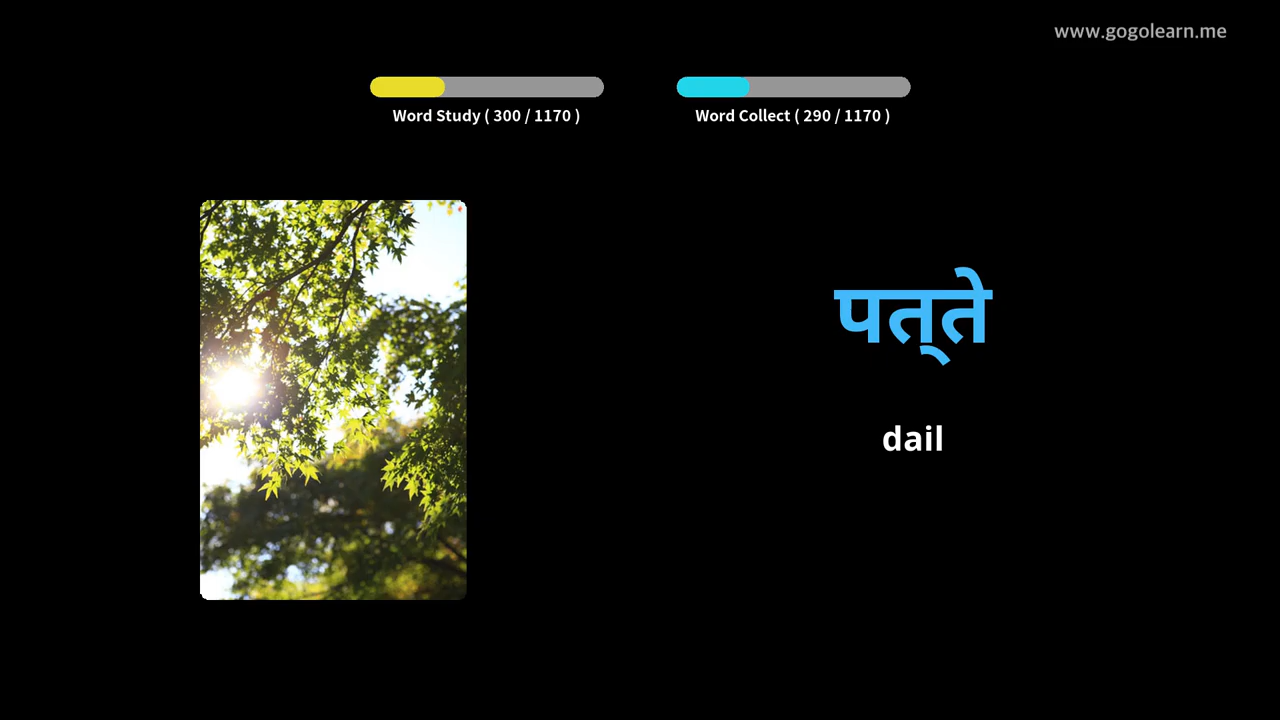 www.gogolearn.me
Word Study ( 300 / 1170 )
Word Collect ( 290 / 1170 )
पत्ते
dail